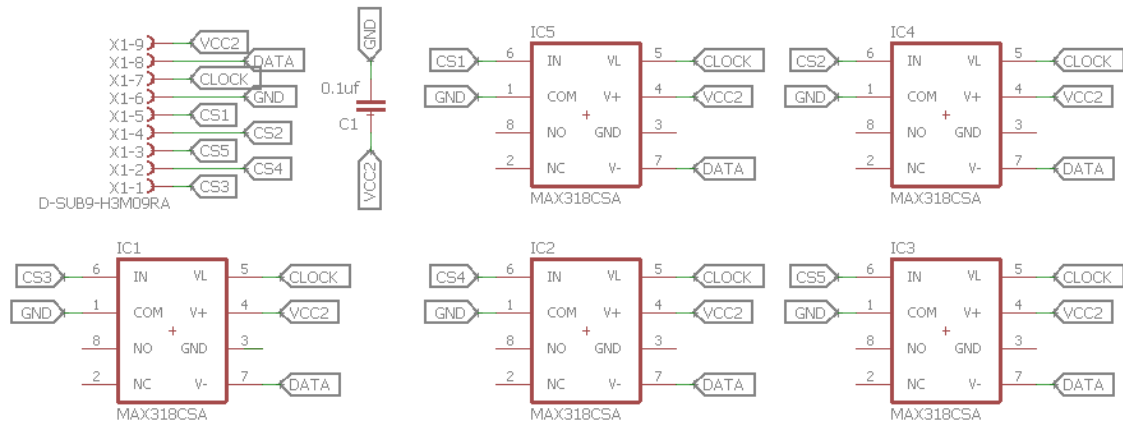 X1-9 VCC2
X1-8 DATA
X1-7 CLOCK
X1-6 GND
X1-5 CS1
X1-4 CS2
X1-3 CS5
X1-2 CS4
X1-1 CS3
D-SUB9-H3M09RA
GND
0.1uf
C1
VCC2
IC5
CS1 6 IN VL 5 CLOCK
GND 1 COM V+ 4 VCC2
8 NO GND 3
2 NC V- 7 DATA
MAX318CSA
IC4
CS2 6 IN VL 5 CLOCK
GND 1 COM V+ 4 VCC2
8 NO GND 3
2 NC V- 7 DATA
MAX318CSA
IC1
CS3 6 IN VL 5 CLOCK
GND 1 COM V+ 4 VCC2
8 NO GND 3
2 NC V- 7 DATA
MAX318CSA
IC2
CS4 6 IN VL 5 CLOCK
GND 1 COM V+ 4 VCC2
8 NO GND 3
2 NC V- 7 DATA
MAX318CSA
IC3
CS5 6 IN VL 5 CLOCK
GND 1 COM V+ 4 VCC2
8 NO GND 3
2 NC V- 7 DATA
MAX318CSA